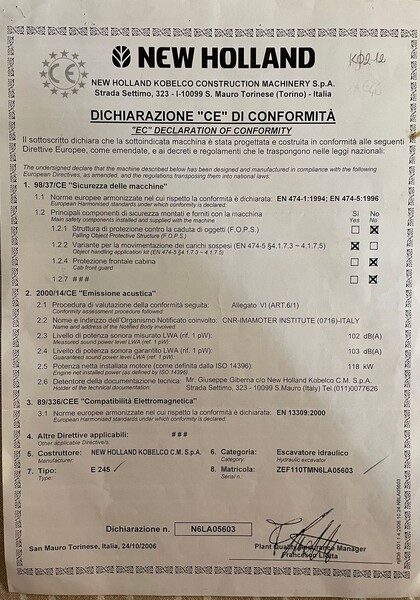 NEW HOLLAND
CE
NEW HOLLAND KOBELCO CONSTRUCTION MACHINERY S.p.A.
Strada Settimo, 323 - I-10099 S. Mauro Torinese (Torino) - Italia
DICHIARAZIONE "CE" DI CONFORMITÀ
"EC" DECLARATION OF CONFORMITY
Il sottoscritto dichiara che la sottoindicata macchina è stata progettata e costruita in conformità alle seguenti
Direttive Europee, come emendate, e ai decreti e regolamenti che le traspongono nelle leggi nazionali:
The undersigned declare that the machine described below has been designed and manufactured in compliance with the following
European Directives, as amended, and the regulations transposing them into national laws:
1. 98/37/CE "Sicurezza delle macchine"
1.1 Norme europee armonizzate nel cui rispetto la conformità è dichiarata: EN 474-1:1994; EN 474-5:1996
European Harmonised standards under which conformity is declared:
1.2 Principali componenti di sicurezza montati e forniti con la macchina Si No
Main safety components installed and supplied with the machine Yes No
1.2.1 Struttura di protezione contro la caduta di oggetti (F.O.P.S.)
Falling Object Protective Structure (F.O.P.S.)
1.2.2 Variante per la movimentazione dei carichi sospesi (EN 474-5 §4.1.7.3 – 4.1.7.5)
Object handling application kit (EN 474-5 §4.1.7.3 – 4.1.7.5)
1.2.4 Protezione frontale cabina
Cab front guard
1.2.7 # # #
2. 2000/14/CE "Emissione acustica"
2.1 Procedura di valutazione della conformità seguita: Allegato VI (ART.6/1)
Conformity assessment procedure followed:
2.2 Nome e indirizzo dell'Organismo Notificato coinvolto: CNR-IMAMOTER INSTITUTE (0716)-ITALY
Name and address of the Notified Body involved:
2.3 Livello di potenza sonora misurato LWA (rif. 1 pW): 102 dB(A)
Measured sound power level LWA (ref. 1 pW):
2.4 Livello di potenza sonora garantito LWA (rif. 1 pW): 103 dB(A)
Guaranteed sound power level LWA (ref. 1 pW):
2.5 Potenza netta installata motore (come definita dalla ISO 14396): 118 kW
Engine net installed power (as defined by ISO 14396):
2.6 Detentore della documentazione tecnica: Mr. Giuseppe Giberna c/o New Holland Kobelco C.M. S.p.A.
Holder of the technical documentation: Strada Settimo, 323 - 10099 S.Mauro (Italy) Tel.(011)0077626
3. 89/336/CEE "Compatibilità Elettromagnetica"
3.1 Norme europee armonizzate nel cui rispetto la conformità è dichiarata: EN 13309:2000
European Harmonised standards under which conformity is declared:
4. Altre Direttive applicabili: # # #
Other applicable Directive/s:
5. Costruttore: NEW HOLLAND KOBELCO C.M. S.p.A. 6. Categoria: Escavatore idraulico
Manufacturer: Category: Hydraulic excavator
7. Tipo: E 245 8. Matricola: ZEF110TMN6LA05603
Type: Serial n.
Dichiarazione n. N6LA05603
San Mauro Torinese, Italia, 24/10/2006 Plant Quality Assurance Manager
Francesco